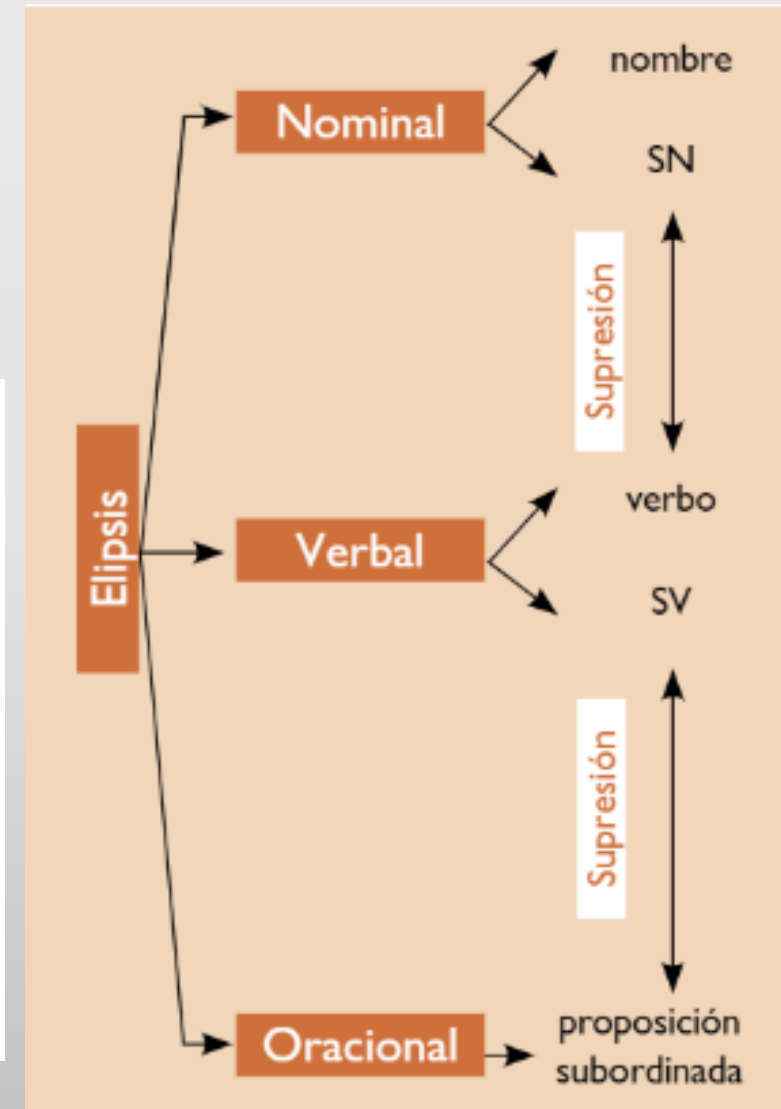 nombre
Nominal
SN
Supresión
Elipsis
verbo
Verbal
SV
Supresión
proposición
Oracional
subordinada